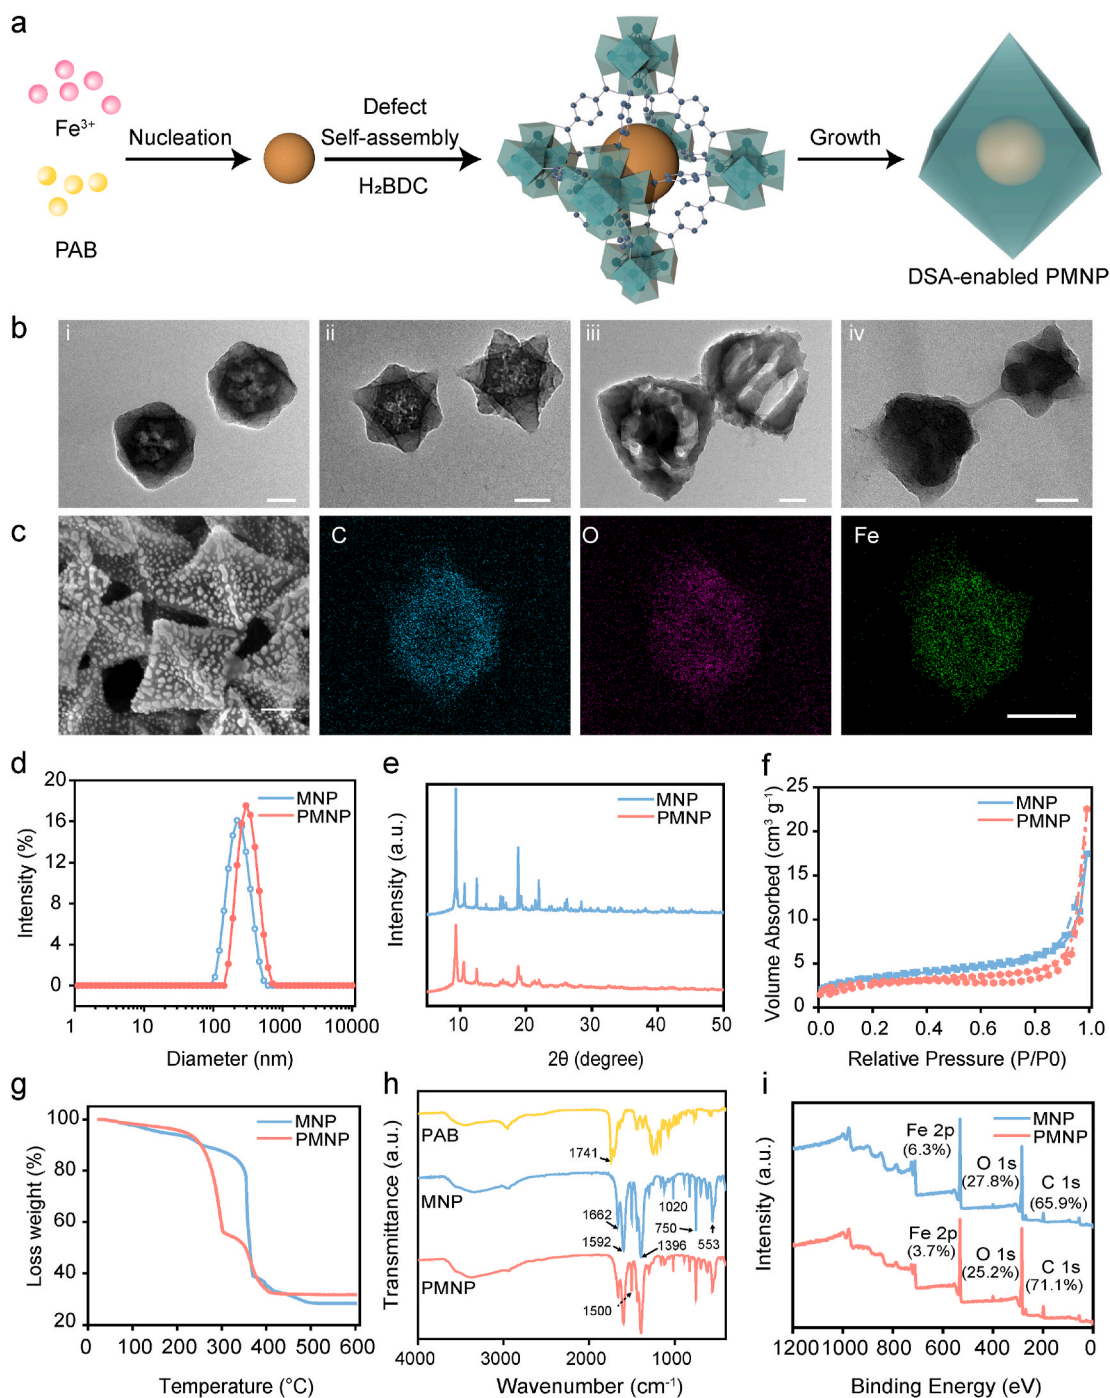 a
Fe³⁺
PAB
Nucleation
Defect
Self-assembly
H₂BDC
Growth
DSA-enabled PMNP
b
i
ii
iii
iv
c
C
O
Fe
d
Intensity (%)
20
16
12
8
4
0
MNP
PMNP
1
10
100
1000
10000
Diameter (nm)
e
Intensity (a.u.)
MNP
PMNP
10
20
30
40
50
2θ (degree)
f
Volume Absorbed (cm³ g⁻¹)
25
20
15
10
5
0
MNP
PMNP
0.0
0.2
0.4
0.6
0.8
1.0
Relative Pressure (P/P0)
g
Loss weight (%)
100
80
60
40
20
MNP
PMNP
0
100
200
300
400
500
600
Temperature (°C)
h
Transmittance (a.u.)
PAB
1741
MNP
1662
1592
1020
750
1396
553
PMNP
1500
4000
3000
2000
1000
Wavenumber (cm⁻¹)
i
Intensity (a.u.)
MNP
PMNP
Fe 2p
(6.3%)
O 1s
(27.8%)
C 1s
(65.9%)
Fe 2p
(3.7%)
O 1s
(25.2%)
C 1s
(71.1%)
1200
1000
800
600
400
200
0
Binding Energy (eV)